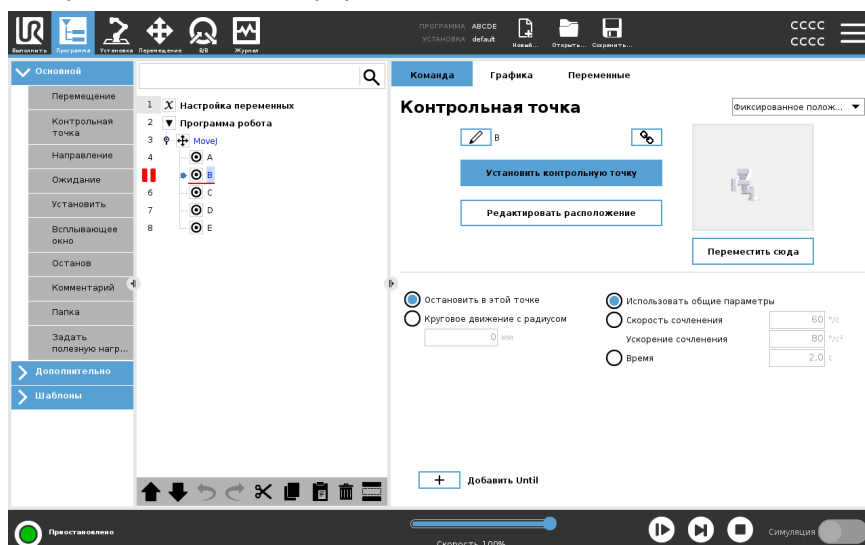 UR
Выполнить
Программа
Установка
Перемещение
В/В
Журнал
ПРОГРАММА ABCDE
УСТАНОВКА default
Новый...
Открыть...
Сохранить...
CCCC
CCCC
Основной
Перемещение
Контрольная
точка
Направление
Ожидание
Установить
Всплывающее
окно
Останов
Комментарий
Папка
Задать
полезную нагр...
Дополнительно
Шаблоны
1 X Настройка переменных
2 Программа робота
3 MoveJ
4 A
B
6 C
7 D
8 E
Команда Графика Переменные
Контрольная точка
Фиксированное полож...
B
Установить контрольную точку
Редактировать расположение
Переместить сюда
Остановить в этой точке
Круговое движение с радиусом
0 мм
Использовать общие параметры
Скорость сочленения 60 °/с
Ускорение сочленения 80 °/с²
Время 2,0 с
+ Добавить Until
Приостановлено
Скорость 100%
Симуляция